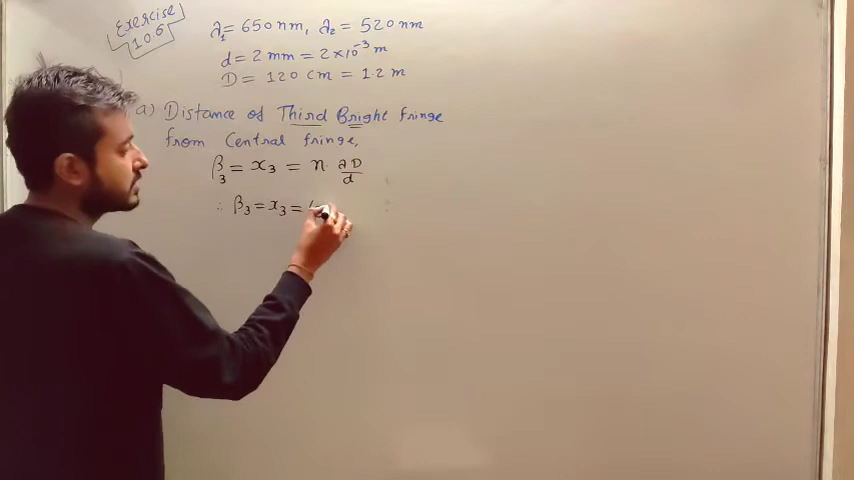 Exercise
10.6
λ₁ = 650 nm, λ₂ = 520 nm
d = 2 mm = 2×10⁻³ m
D = 120 cm = 1.2 m
a) Distance of Third Bright fringe
from Central fringe,
β₃ = x₃ = n · λD/d
∴ β₃ = x₃ =